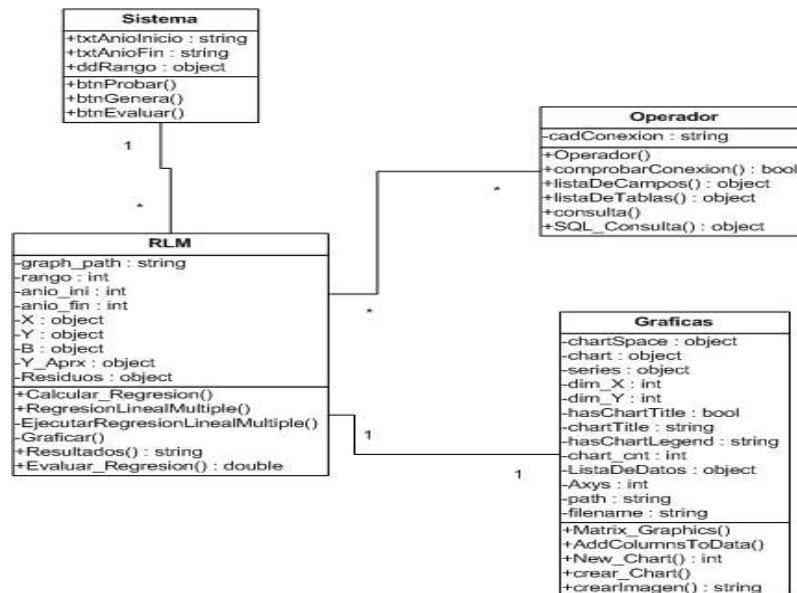 Sistema
+txtAnioInicio : string
+txtAnioFin : string
+ddRango : object
+btnProbar()
+btnGenera()
+btnEvaluar()
1
*
Operador
-cadConexion : string
+Operador()
+comprobarConexion() : bool
+listaDeCampos() : object
+listaDeTablas() : object
+consulta()
+SQL_Consulta() : object
*
*
RLM
-graph_path : string
-rango : int
-anio_ini : int
-anio_fin : int
-X : object
-Y : object
-B : object
-Y_Aprx : object
-Residuos : object
+Calcular_Regresion()
+RegresionLinealMultiple()
-EjecutarRegresionLinealMultiple()
-Graficar()
+Resultados() : string
+Evaluar_Regresion() : double
1
1
Graficas
-chartSpace : object
-chart : object
-series : object
-dim_X : int
-dim_Y : int
-hasChartTitle : bool
-chartTitle : string
-hasChartLegend : string
-chart_cnt : int
-ListaDeDatos : object
-Axys : int
-path : string
-filename : string
+Matrix_Graphics()
+AddColumnsToData()
+New_Chart() : int
+crear_Chart()
+crearImagen() : string